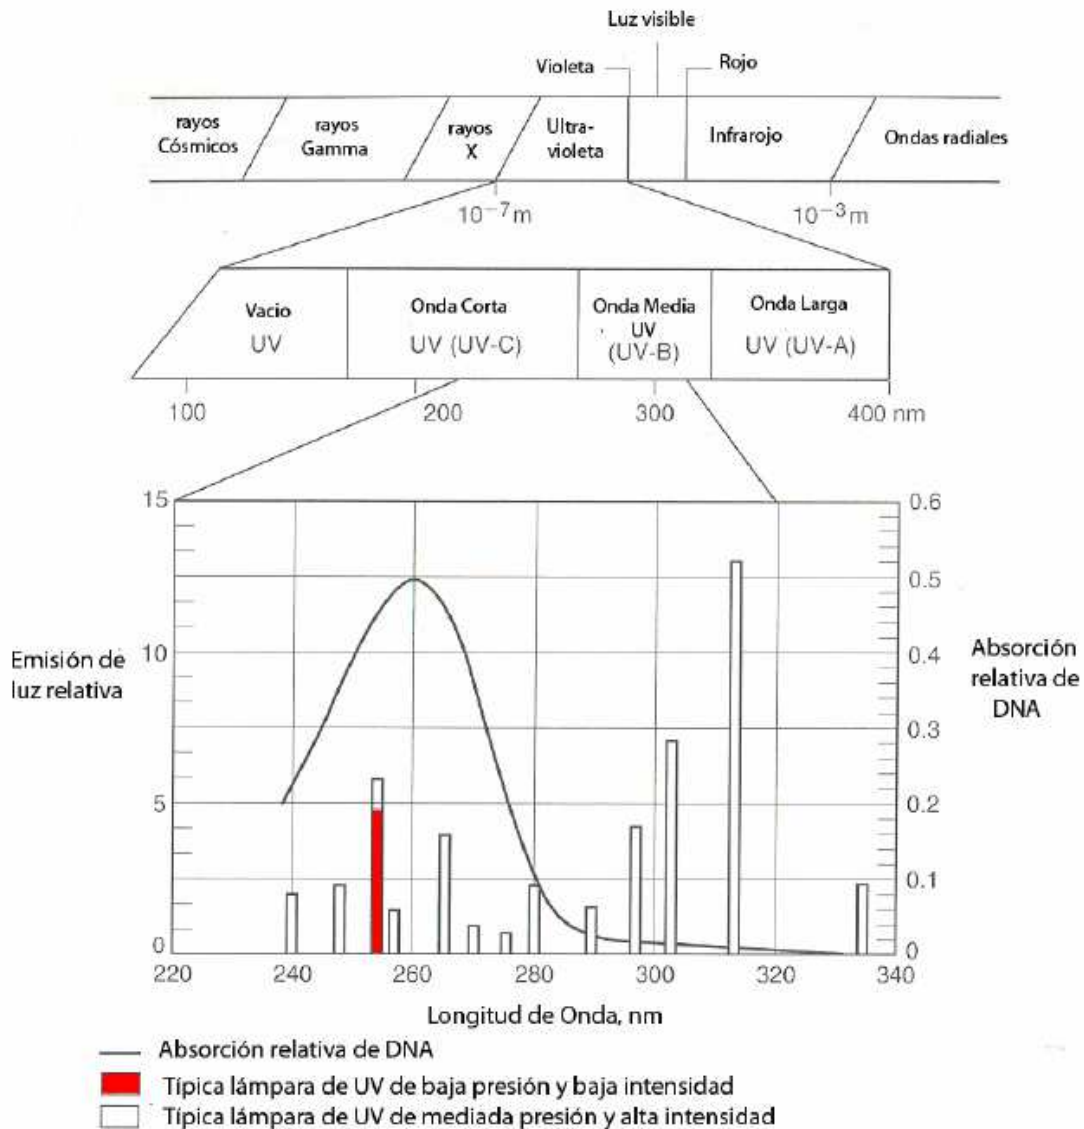 Luz visible
Violeta
Rojo
rayos
Cósmicos
rayos
Gamma
rayos
X
Ultra-
violeta
Infrarojo
Ondas radiales
10−7m
10−3m
Vacio
UV
Onda Corta
UV (UV-C)
Onda Media
UV
(UV-B)
Onda Larga
UV (UV-A)
100
200
300
400 nm
15
10
5
0
0.6
0.5
0.4
0.3
0.2
0.1
0
Emisión de
luz relativa
Absorción
relativa de
DNA
220
240
260
280
300
320
340
Longitud de Onda, nm
Absorción relativa de DNA
Típica lámpara de UV de baja presión y baja intensidad
Típica lámpara de UV de mediada presión y alta intensidad